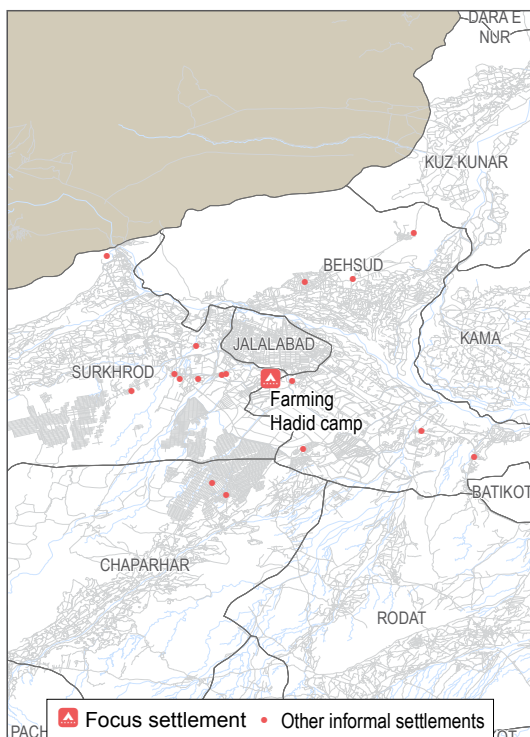 DARA E
NUR
KUZ KUNAR
BEHSUD
KAMA
JALALABAD
SURKHROD
Farming
Hadid camp
BATIKOT
CHAPARHAR
RODAT
PACH
OT
Focus settlement
Other informal settlements